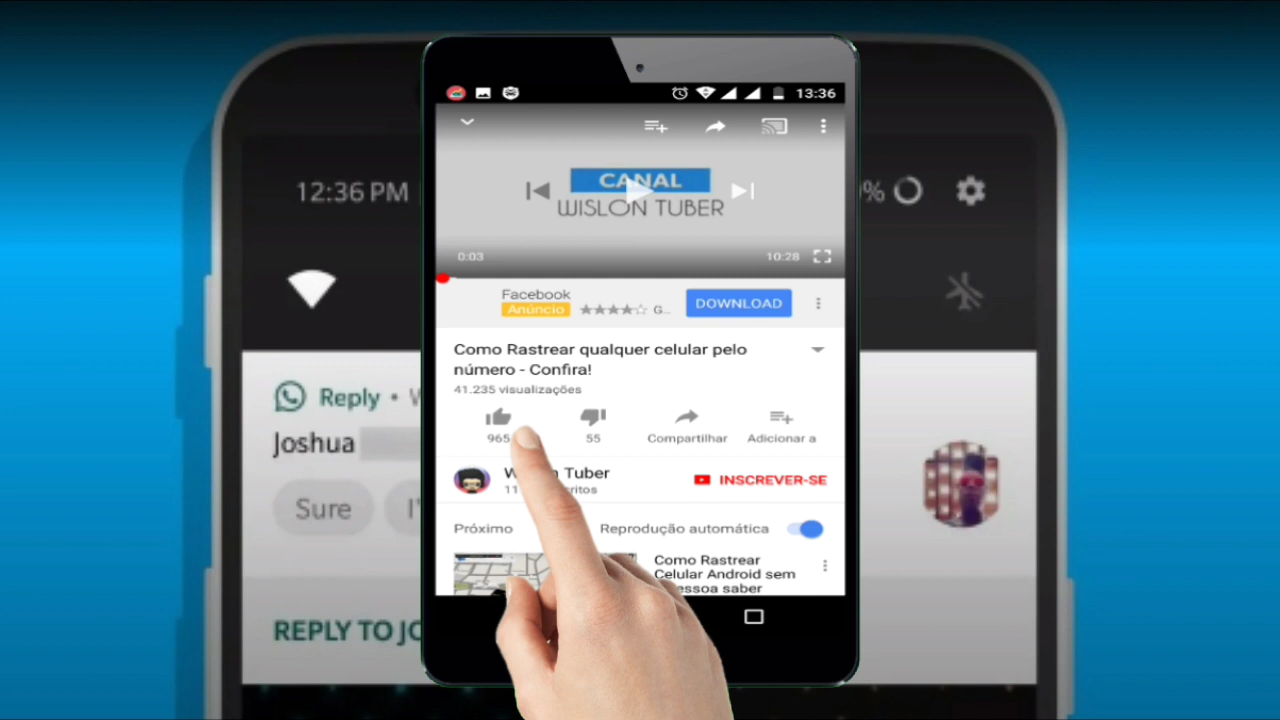 13:36
12:36 PM
%
CANAL
WISLON TUBER
0:03
10:28
Facebook
Anúncio
G..
DOWNLOAD
Como Rastrear qualquer celular pelo
número - Confira!
41.235 visualizações
965
55
Compartilhar
Adicionar a
Reply •
Joshua
Sure
Tuber
INSCREVER-SE
Próximo
Reprodução automática
Como Rastrear
Celular Android sem
saber
REPLY TO